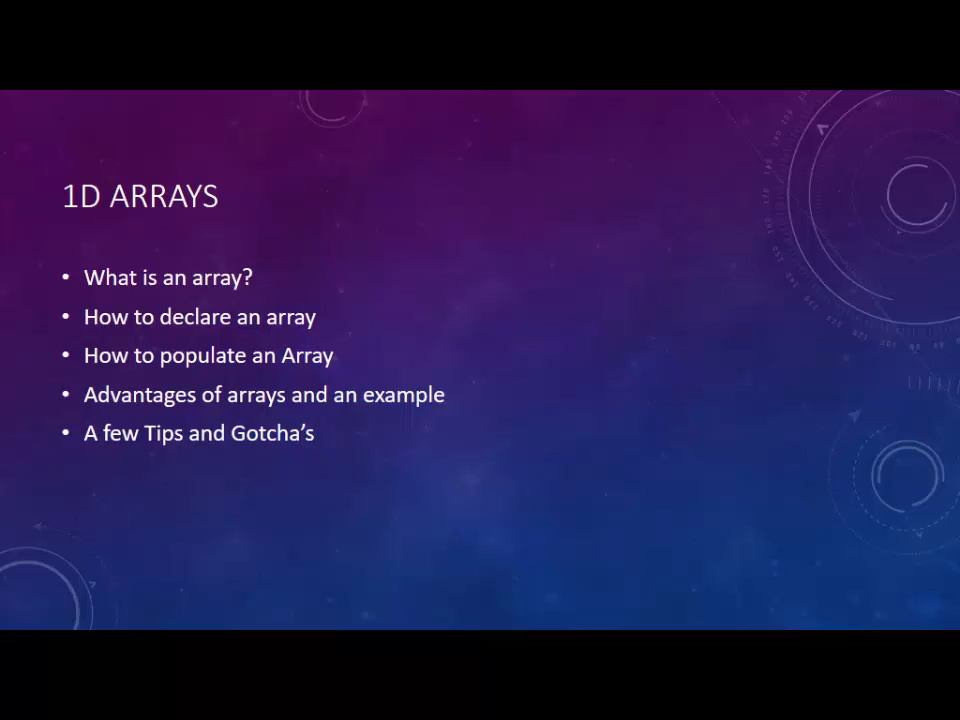 1D ARRAYS
• What is an array?
• How to declare an array
• How to populate an Array
• Advantages of arrays and an example
• A few Tips and Gotcha's